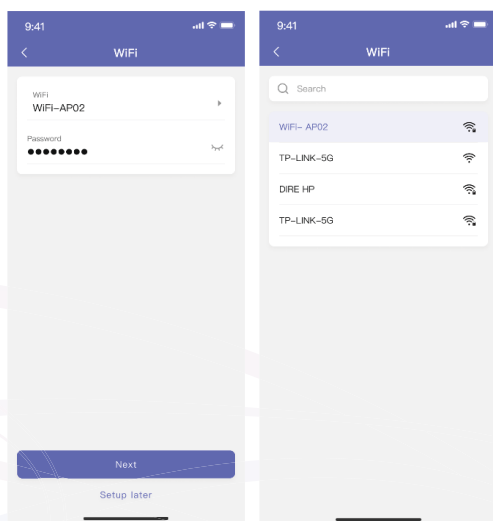 9:41
WiFi
WiFi
WiFi-AP02
Password
Next
Setup later
9:41
WiFi
Search
WiFi- AP02
TP-LINK-5G
DIRE HP
TP-LINK-5G